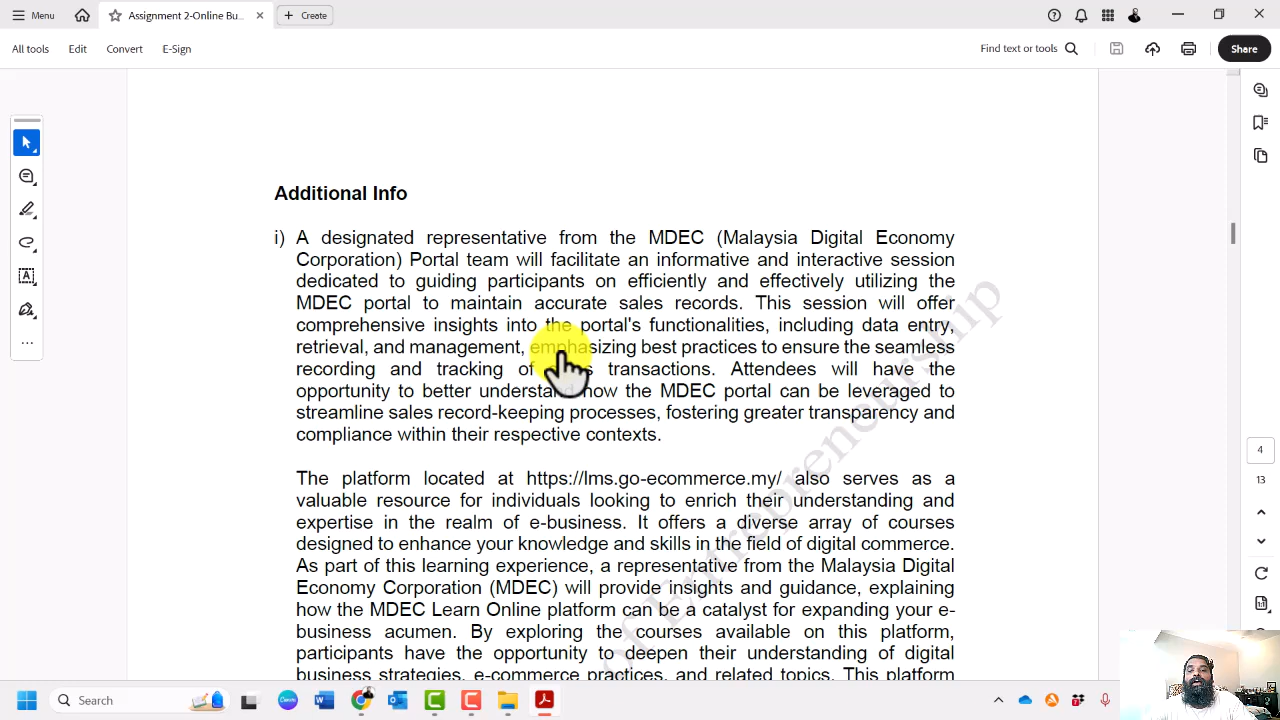 Menu
Assignment 2-Online Bu...
Create
All tools
Edit
Convert
E-Sign
Find text or tools
Share
Additional Info
i) A designated representative from the MDEC (Malaysia Digital Economy
Corporation) Portal team will facilitate an informative and interactive session
dedicated to guiding participants on efficiently and effectively utilizing the
MDEC portal to maintain accurate sales records. This session will offer
comprehensive insights into the portal's functionalities, including data entry,
retrieval, and management, emphasizing best practices to ensure the seamless
recording and tracking of transactions. Attendees will have the
opportunity to better understand how the MDEC portal can be leveraged to
streamline sales record-keeping processes, fostering greater transparency and
compliance within their respective contexts.
The platform located at https://lms.go-ecommerce.my/ also serves as a
valuable resource for individuals looking to enrich their understanding and
expertise in the realm of e-business. It offers a diverse array of courses
designed to enhance your knowledge and skills in the field of digital commerce.
As part of this learning experience, a representative from the Malaysia Digital
Economy Corporation (MDEC) will provide insights and guidance, explaining
how the MDEC Learn Online platform can be a catalyst for expanding your e-
business acumen. By exploring the courses available on this platform,
participants have the opportunity to deepen their understanding of digital
business strategies, e-commerce practices, and related topics. This platform
of Entrepreneurship
4
13
Search